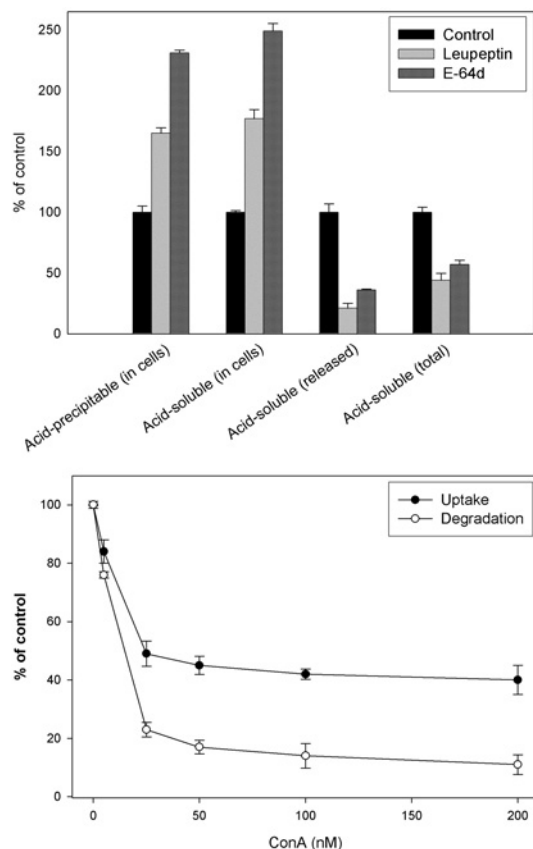 250
200
150
100
50
0
% of control
Control
Leupeptin
E-64d
Acid-precipitable (in cells)
Acid-soluble (in cells)
Acid-soluble (released)
Acid-soluble (total)
100
80
60
40
20
0
% of control
Uptake
Degradation
0
50
100
150
200
ConA (nM)